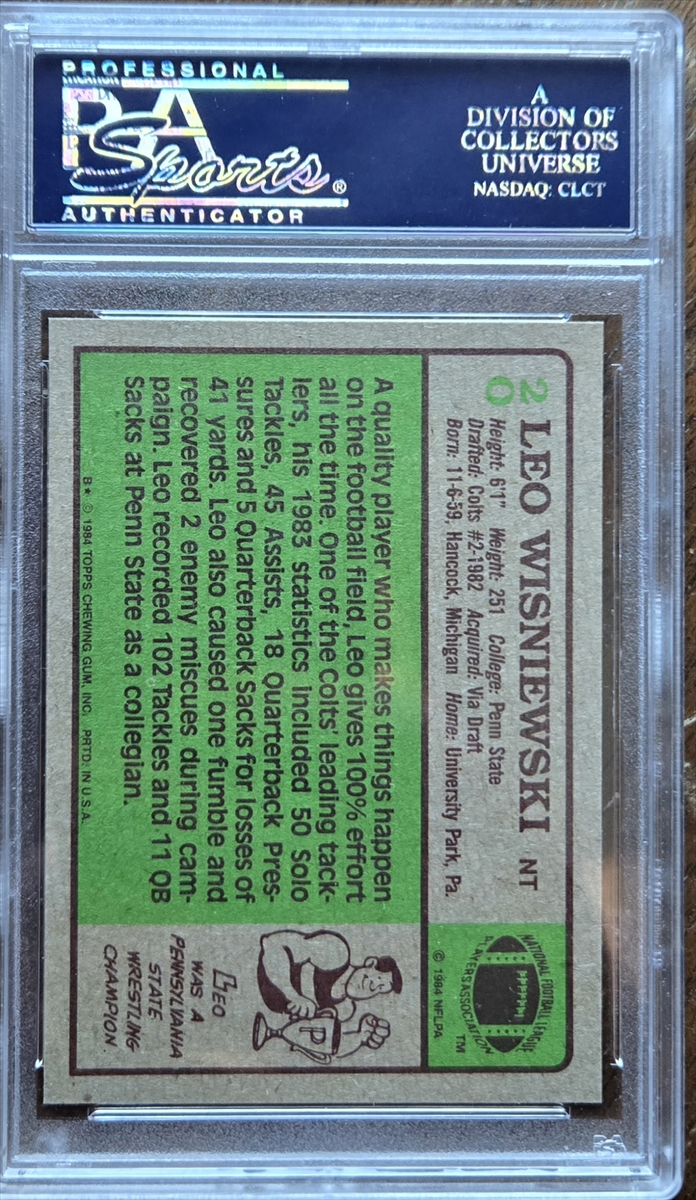 PROFESSIONAL
PSA
Sports®
AUTHENTICATOR
A
DIVISION OF
COLLECTORS
UNIVERSE
NASDAQ: CLCT
20
LEO WISNIEWSKI NT
Height: 6'1" Weight: 251 College: Penn State
Drafted: Colts #2-1982 Acquired: Via Draft
Born: 11-6-59, Hancock, Michigan Home: University Park, Pa.
NATIONAL FOOTBALL LEAGUE
PLAYERS ASSOCIATION
TM
© 1984 NFLPA
A quality player who makes things happen
on the football field, Leo gives 100% effort
all the time. One of the Colts' leading tack-
lers, his 1983 statistics included 50 Solo
Tackles, 45 Assists, 18 Quarterback Pres-
sures and 5 Quarterback Sacks for losses of
41 yards. Leo also caused one fumble and
recovered 2 enemy miscues during cam-
paign. Leo recorded 102 Tackles and 11 QB
Sacks at Penn State as a collegian.
P
LEO
WAS A
PENNSYLVANIA
STATE
WRESTLING
CHAMPION.
B* © 1984 TOPPS CHEWING GUM, INC. PRTD. IN U.S.A.
PSA